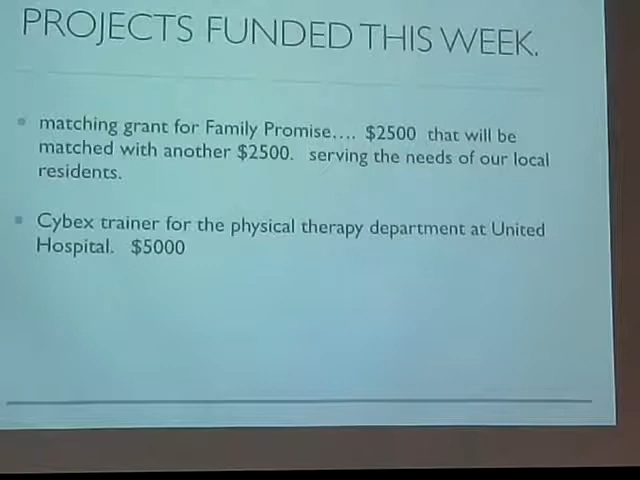 PROJECTS FUNDED THIS WEEK.
matching grant for Family Promise.... $2500 that will be
matched with another $2500. serving the needs of our local
residents.
Cybex trainer for the physical therapy department at United
Hospital. $5000